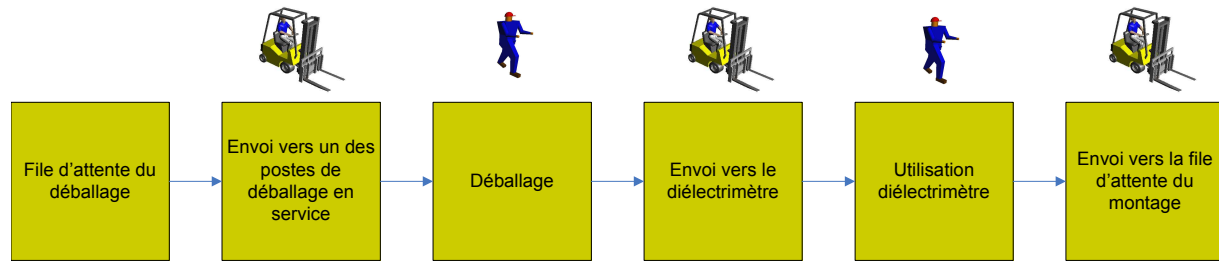 File d'attente du
déballage
Envoi vers un des
postes de
déballage en
service
Déballage
Envoi vers le
diélectrimètre
Utilisation
diélectrimètre
Envoi vers la file
d'attente du
montage